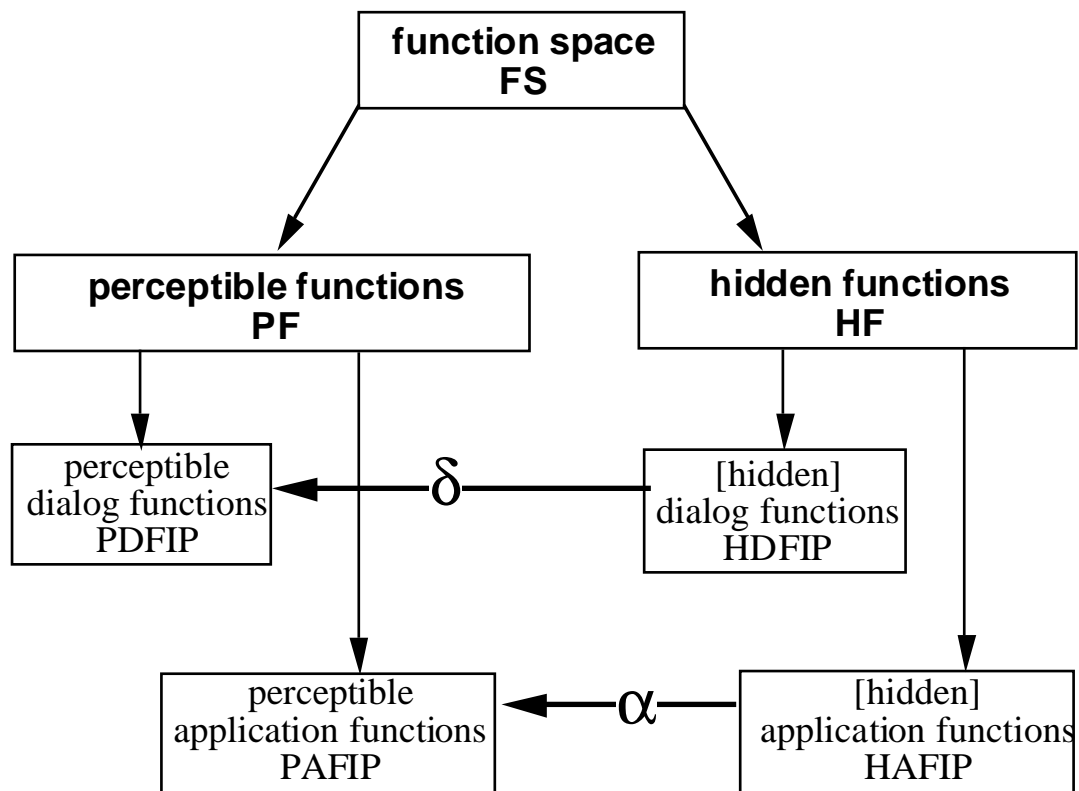 function space
FS
perceptible functions
PF
hidden functions
HF
perceptible
dialog functions
PDFIP
δ
[hidden]
dialog functions
HDFIP
perceptible
application functions
PAFIP
α
[hidden]
application functions
HAFIP